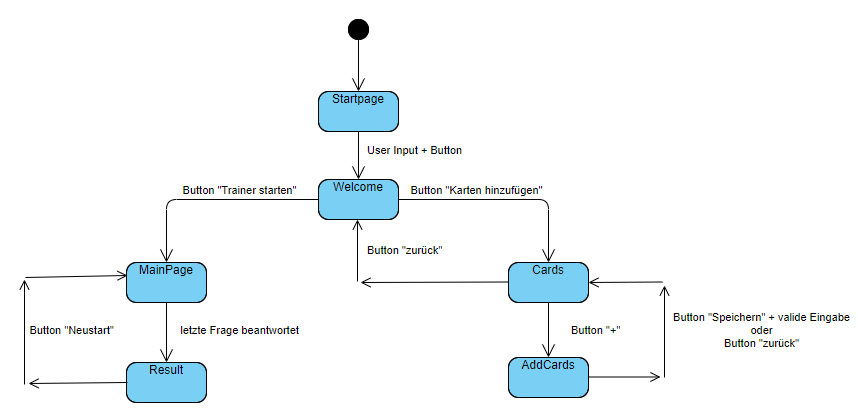 Startpage
User Input + Button
Welcome
Button "Trainer starten"
Button "Karten hinzufügen"
Button "zurück"
MainPage
Cards
Button "Neustart"
letzte Frage beantwortet
Button "+"
Button "Speichern" + valide Eingabe
oder
Button "zurück"
Result
AddCards